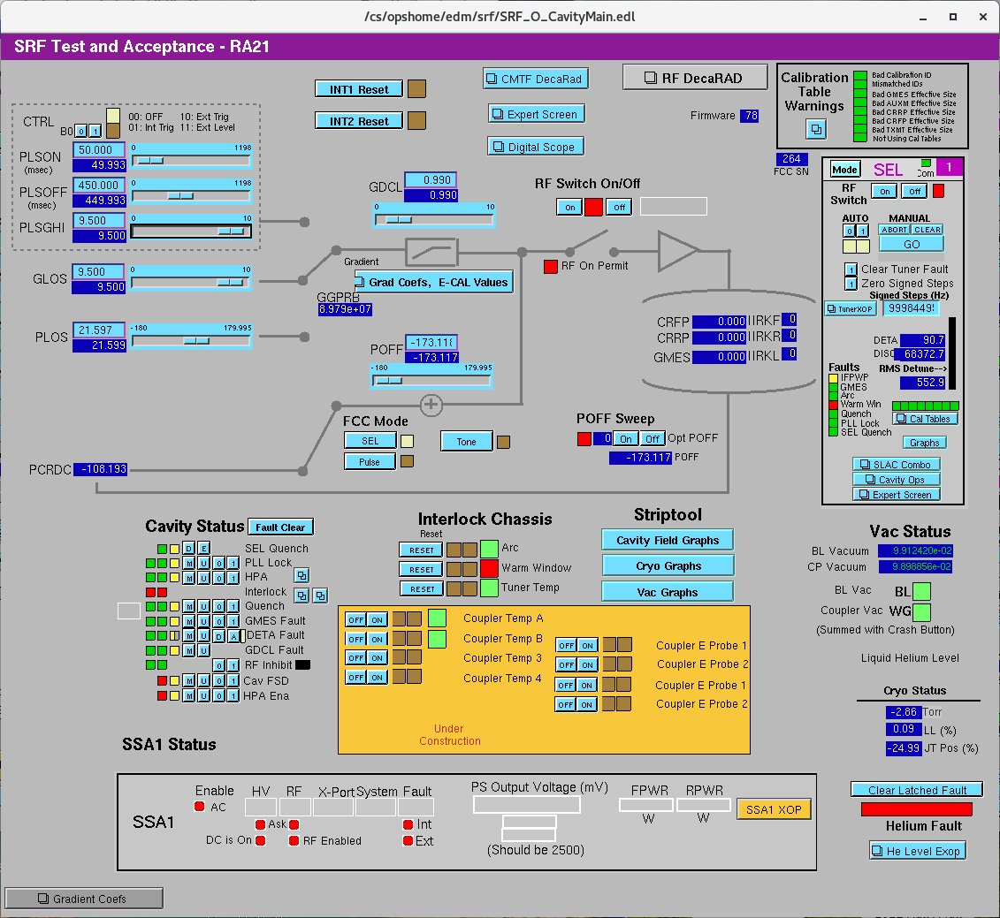 /cs/opshome/edm/srf/SRF_O_CavityMain.edl
SRF Test and Acceptance - RA21
CTRL
B0
0
1
00: OFF 10: Ext Trig
01: Int Trig 11: Ext Level
PLSON
(msec)
50.000
49.993
0 1198
PLSOFF
(msec)
450.000
449.993
0 1198
PLSGHI
9.500
9.500
0 10
GLOS
9.500
9.500
0 10
PLOS
21.597
21.599
-180 179.995
PCRDC
-108.193
INT1 Reset
INT2 Reset
CMTF DecaRad
Expert Screen
Digital Scope
RF DecaRAD
Firmware 78
Calibration
Table
Warnings
Bad Calibration ID
Mismatched IDs
Bad GMES Effective Size
Bad AUXM Effective Size
Bad CRRP Effective Size
Bad CRFP Effective Size
Bad TXMT Effective Size
Not Using Cal Tables
264
FCC SN
GDCL
0.990
0.990
0 10
RF Switch On/Off
On
Off
RF On Permit
Gradient
Grad Coefs, E-CAL Values
GGPRB
8.979e+07
POFF
-173.118
-173.117
-180 179.995
CRFP 0.000 IIRKF 0
CRRP 0.000 IIRKR 0
GMES 0.000 IIRKL 0
FCC Mode
SEL
Pulse
Tone
POFF Sweep
0 On Off Opt POFF
-173.117 POFF
Mode SEL Com 1
RF
Switch
On
Off
AUTO
0 1
MANUAL
ABORT CLEAR
GO
1 Clear Tuner Fault
1 Zero Signed Steps
Signed Steps (Hz)
TunerXOP
9998449
DETA 90.7
DISC 68372.7
RMS Detune-->
552.9
Faults
IFPWP
GMES
Arc
Warm Win
Quench
PLL Lock
SEL Quench
Cal Tables
Graphs
SLAC Combo
Cavity Ops
Expert Screen
Cavity Status
Fault Clear
D E SEL Quench
M U 0 1 PLL Lock
M U 0 1 HPA
Interlock
M U 0 1 Quench
M U 0 1 GMES Fault
M U D A DETA Fault
M U GDCL Fault
0 1 RF Inhibit
M U 0 1 Cav FSD
M U 0 1 HPA Ena
Interlock Chassis
Reset
RESET Arc
RESET Warm Window
RESET Tuner Temp
Striptool
Cavity Field Graphs
Cryo Graphs
Vac Graphs
OFF ON Coupler Temp A
OFF ON Coupler Temp B
OFF ON Coupler Temp 3
OFF ON Coupler Temp 4
OFF ON Coupler E Probe 1
OFF ON Coupler E Probe 2
OFF ON Coupler E Probe 1
OFF ON Coupler E Probe 2
Under
Construction
Vac Status
BL Vacuum 9.912420e-02
CP Vacuum 9.898856e-02
BL Vac BL
Coupler Vac WG
(Summed with Crash Button)
Liquid Helium Level
Cryo Status
-2.86 Torr
0.09 LL (%)
-24.99 JT Pos (%)
Clear Latched Fault
Helium Fault
He Level Exop
SSA1 Status
SSA1
Enable
AC
HV RF X-Port System Fault
Ask
DC is On
RF Enabled
Int
Ext
PS Output Voltage (mV)
(Should be 2500)
FPWR
W
RPWR
W
SSA1 XOP
Gradient Coefs